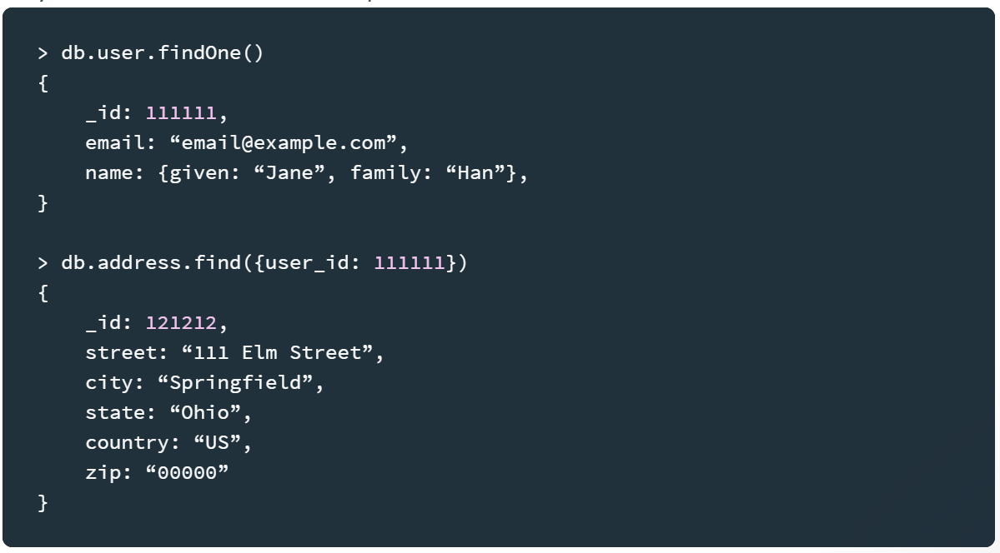 > db.user.findOne()
{
    _id: 111111,
    email: “email@example.com”,
    name: {given: “Jane”, family: “Han”},
}
> db.address.find({user_id: 111111})
{
    _id: 121212,
    street: “111 Elm Street”,
    city: “Springfield”,
    state: “Ohio”,
    country: “US”,
    zip: “00000”
}